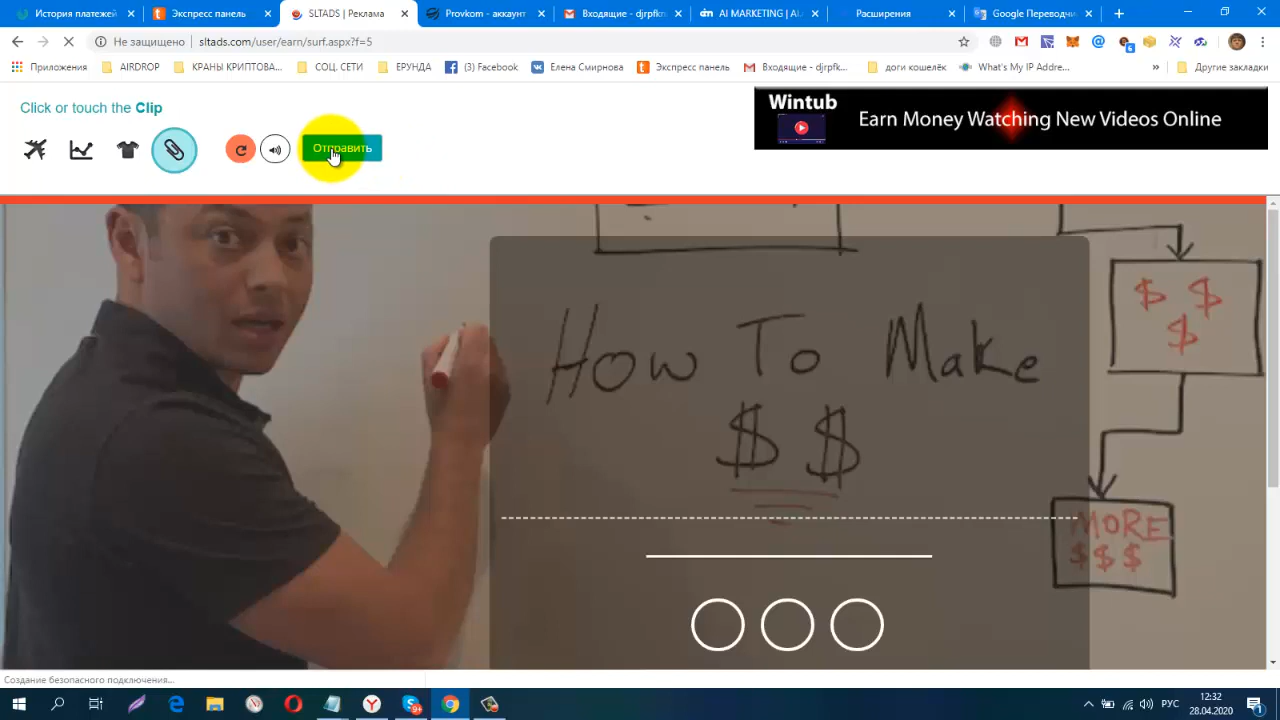 История платежей
Экспресс панель
SLTADS | Реклама
Provkom - аккаунт
Входящие - djrpfkn
AI MARKETING | AI
Расширения
Google Переводчи
Не защищено
sltads.com/user/earn/surf.aspx?f=5
Приложения
AIRDROP
КРАНЫ КРИПТОВА...
СОЦ. СЕТИ
ЕРУНДА
(3) Facebook
Елена Смирнова
Экспресс панель
Входящие - djrpfk...
доги кошелёк
What's My IP Addre...
»
Другие закладки
Click or touch the Clip
Отправить
Wintub
Earn Money Watching New Videos Online
How To Make
$ $
$ $
$
MORE
$ $ $
Создание безопасного подключения...
РУС
12:32
28.04.2020